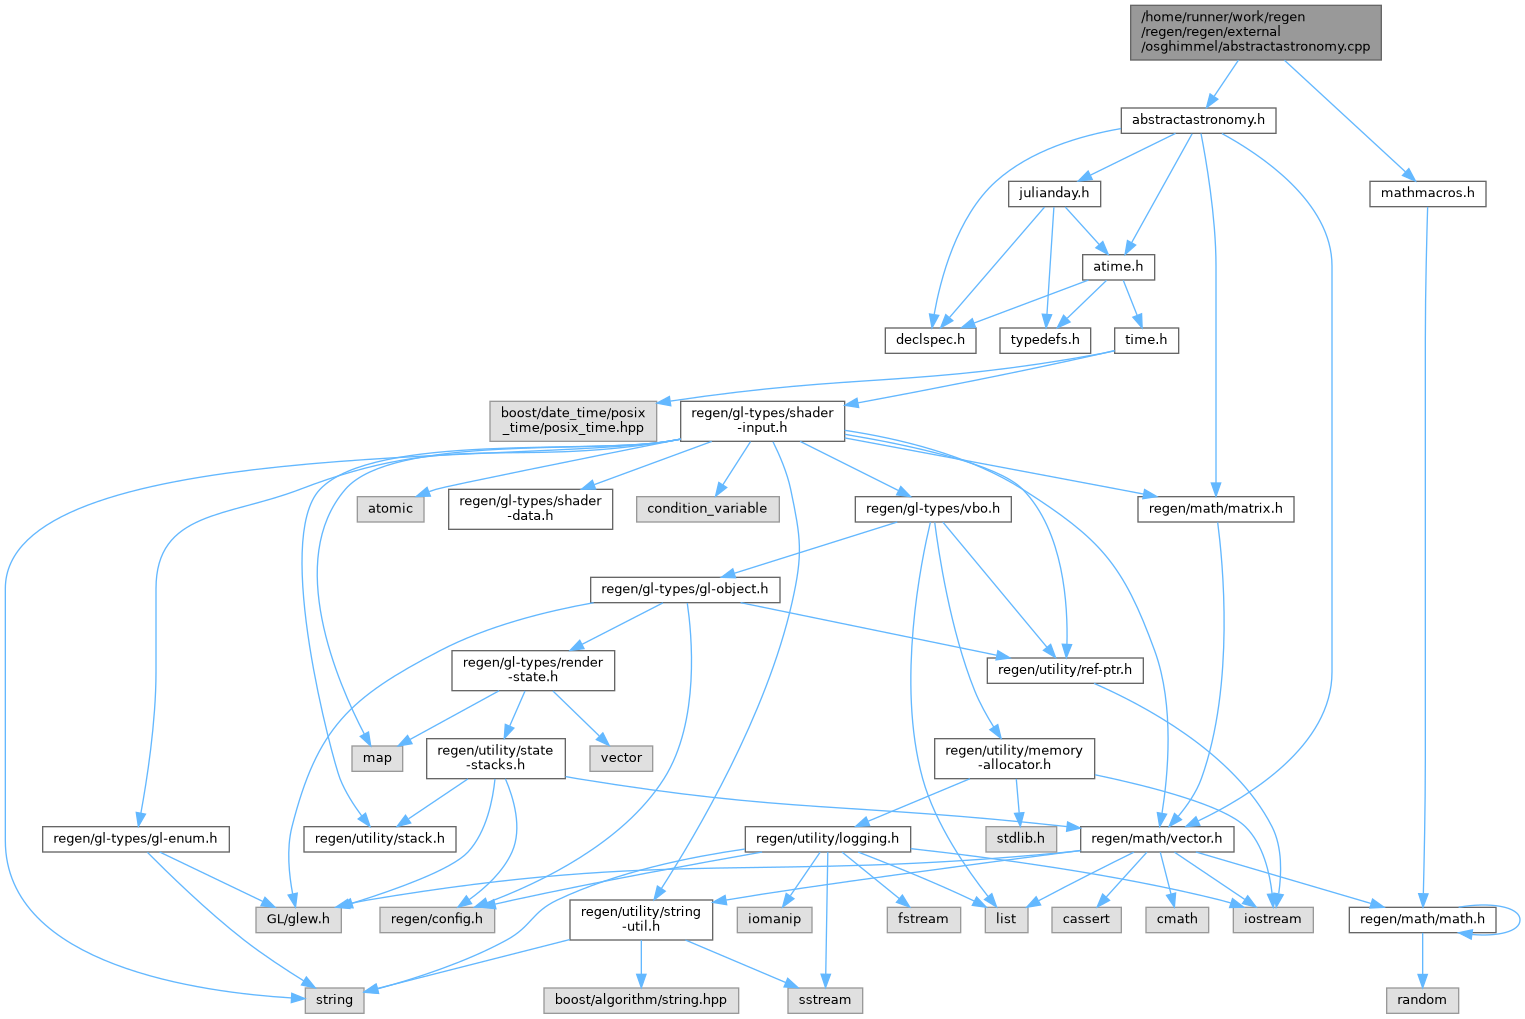 /home/runner/work/regen
/regen/regen/external
/osghimmel/abstractastronomy.cpp
abstractastronomy.h
julianday.h
mathmacros.h
atime.h
declspec.h
typedefs.h
time.h
boost/date_time/posix
_time/posix_time.hpp
regen/gl-types/shader
-input.h
atomic
regen/gl-types/shader
-data.h
condition_variable
regen/gl-types/vbo.h
regen/math/matrix.h
regen/gl-types/gl-object.h
regen/gl-types/render
-state.h
regen/utility/ref-ptr.h
map
regen/utility/state
-stacks.h
vector
regen/utility/memory
-allocator.h
regen/gl-types/gl-enum.h
regen/utility/stack.h
regen/utility/logging.h
stdlib.h
regen/math/vector.h
GL/glew.h
regen/config.h
regen/utility/string
-util.h
iomanip
fstream
list
cassert
cmath
iostream
regen/math/math.h
string
boost/algorithm/string.hpp
sstream
random